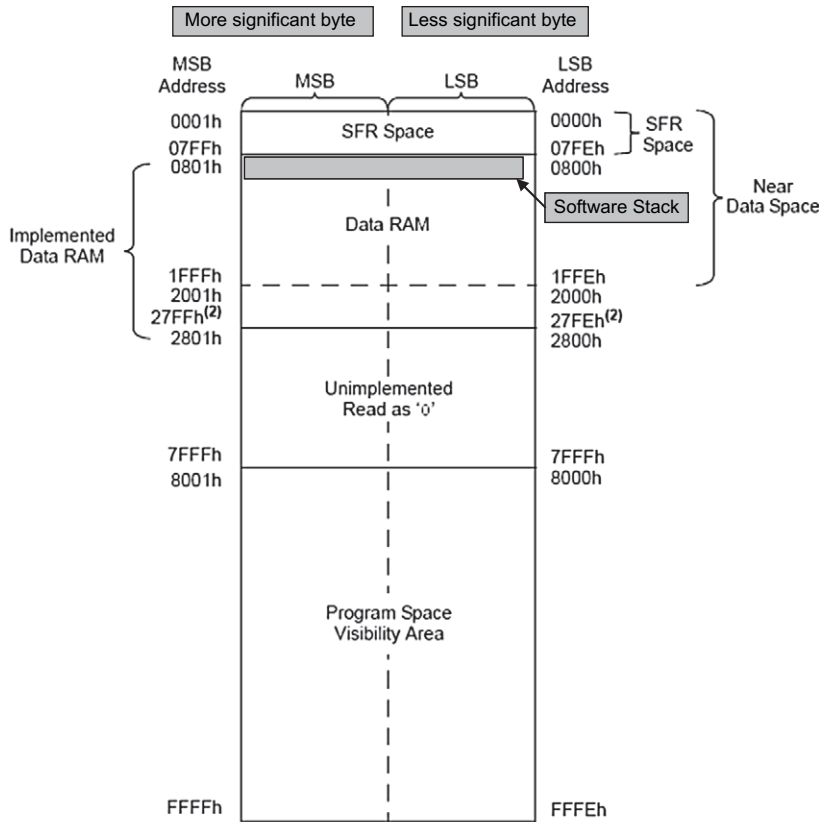 More significant byte
Less significant byte
MSB
Address
LSB
Address
MSB
LSB
0001h
SFR Space
0000h
SFR
Space
07FFh
07FEh
0801h
0800h
Software Stack
Near
Data Space
Implemented
Data RAM
Data RAM
1FFFh
1FFEh
2001h
2000h
27FFh(2)
27FEh(2)
2801h
2800h
Unimplemented
Read as '0'
7FFFh
7FFFh
8001h
8000h
Program Space
Visibility Area
FFFFh
FFFEh